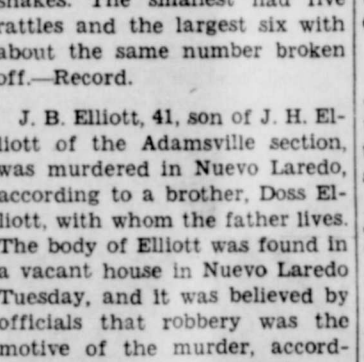 snakes. The smallest had five
rattles and the largest six with
about the same number broken
off.—Record.
J. B. Elliott, 41, son of J. H. El-
liott of the Adamsville section,
was murdered in Nuevo Laredo,
according to a brother, Doss El-
liott, with whom the father lives.
The body of Elliott was found in
a vacant house in Nuevo Laredo
Tuesday, and it was believed by
officials that robbery was the
motive of the murder, accord-